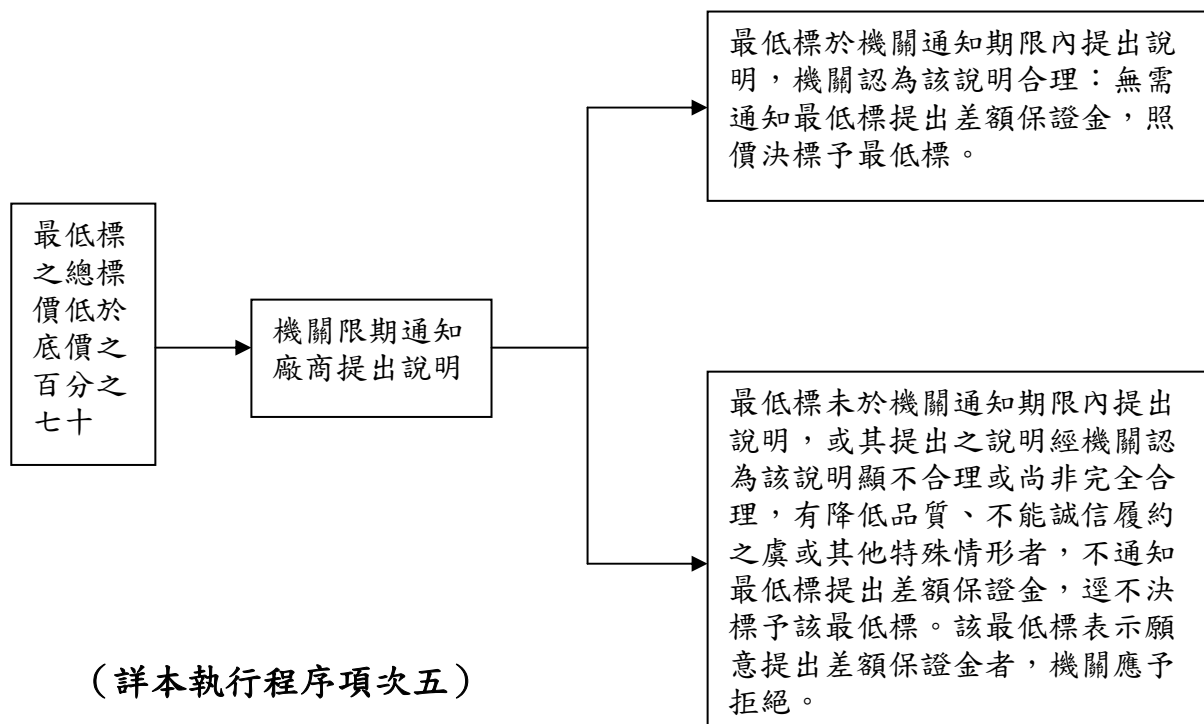 最低標於機關通知期限內提出說
明，機關認為該說明合理：無需
通知最低標提出差額保證金，照
價決標予最低標。
最低標
之總標
價低於
底價之
百分之
七十
機關限期通知
廠商提出說明
最低標未於機關通知期限內提出
說明，或其提出之說明經機關認
為該說明顯不合理或尚非完全合
理，有降低品質、不能誠信履約
之虞或其他特殊情形者，不通知
最低標提出差額保證金，逕不決
標予該最低標。該最低標表示願
意提出差額保證金者，機關應予
拒絕。
（詳本執行程序項次五）